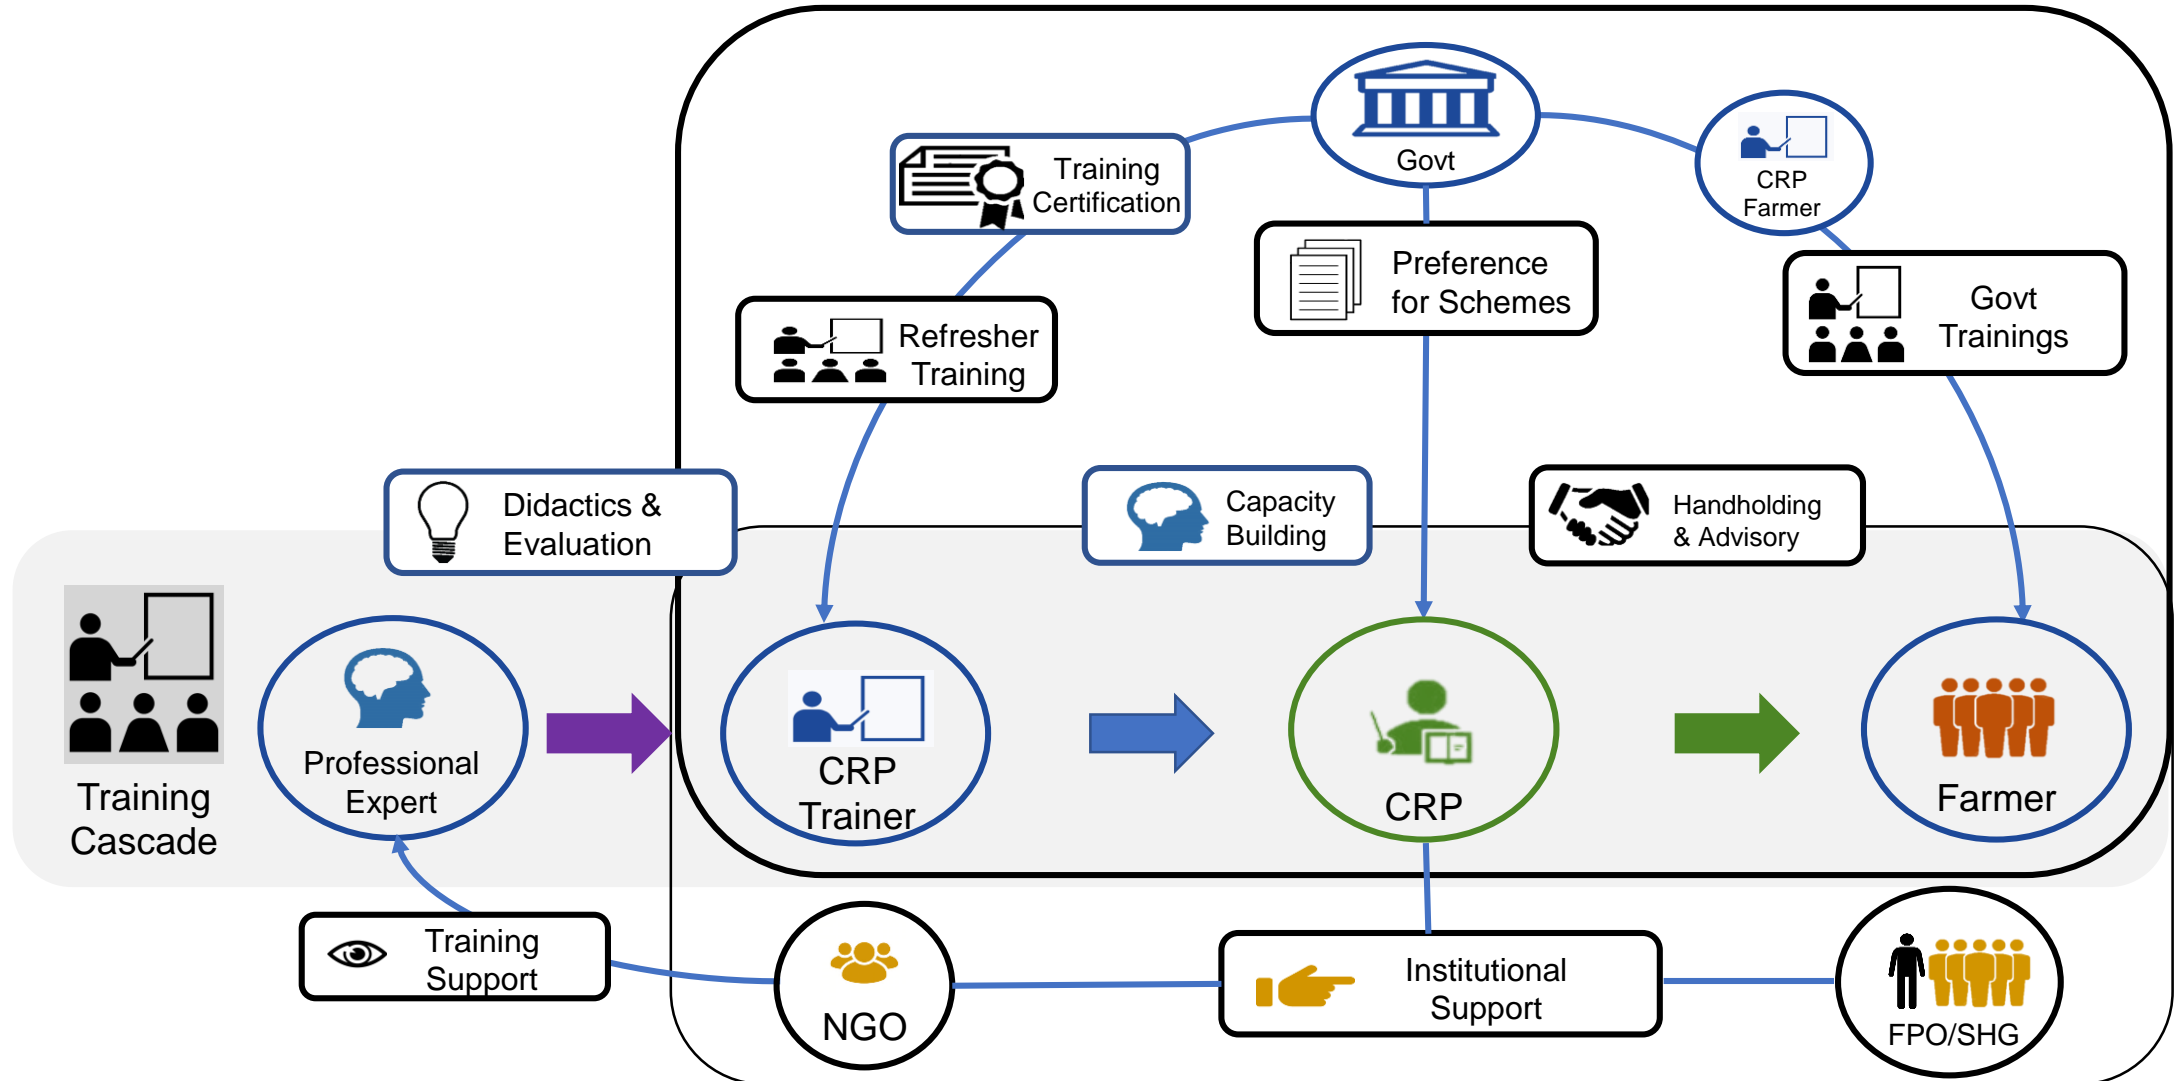 Govt
CRP
Farmer
Training
Certification
Preference
for Schemes
Govt
Trainings
Refresher
Training
Didactics &
Evaluation
Capacity
Building
Handholding
& Advisory
Training
Cascade
Professional
Expert
CRP
Trainer
CRP
Farmer
Training
Support
NGO
Institutional
Support
FPO/SHG